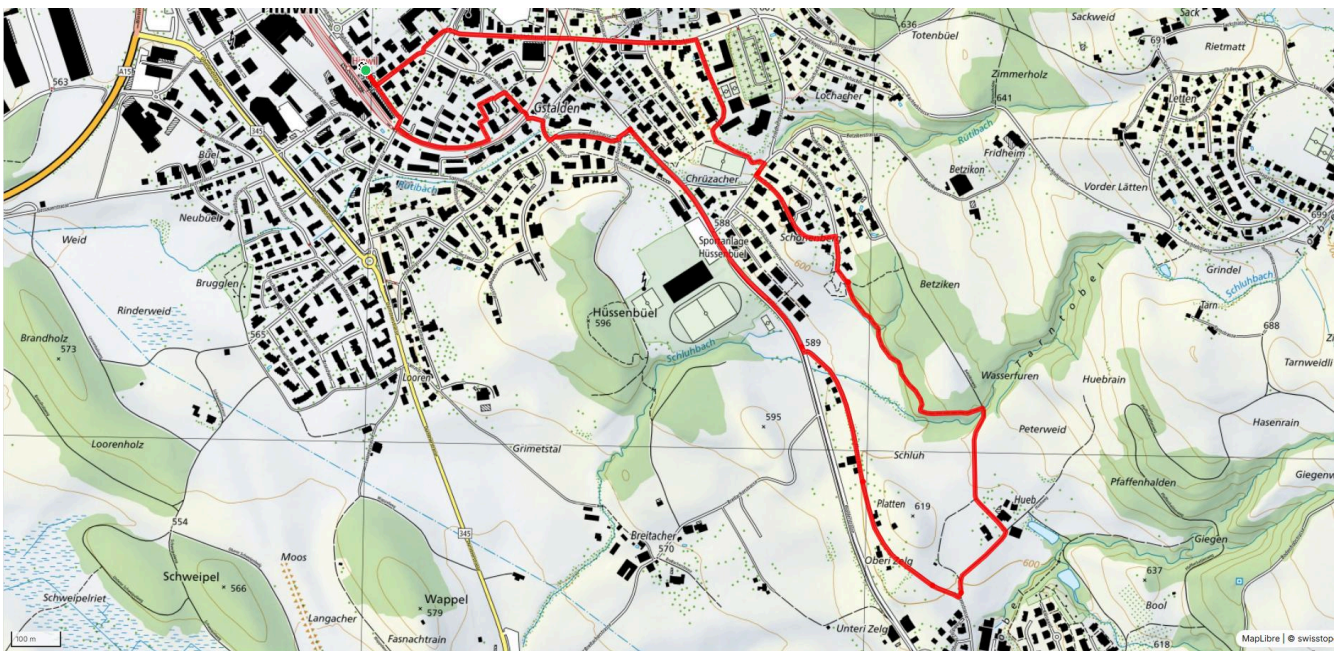 Hinwil
636
Totenbüel
Sackweid
Sack
691
Rietmatt
563
A15
Hinwil
Zimmerholz
641
Letten
345
Gstalden
Lochacher
Rütibach
Fridheim
Büel
Rütibach
Chrüzacher
Betzikon
Vorder Lätten
Neubüel
588
699
Weid
Sportanlage
Hüssenbüel
Schönenberg
600
Grindel
Brugglen
Betziken
Tarntobel
Schluhbach
Rinderweid
Tarn
Hüssenbüel
596
688
565
Brandholz
573
Schluhbach
589
Tarnweidli
Looren
Wasserfuren
Huebrain
595
Peterweid
Hasenrain
Loorenholz
Grimetstal
Schlüh
Pfaffenhalden
Platten
619
Hueb
554
345
Breitacher
570
Giegen
Moos
Oberi Zelg
600
Schweipel
566
637
Schweipelriet
Wappel
579
Bool
Langacher
Fasnachtrain
Unteri Zelg
618
100 m
MapLibre | © swisstop